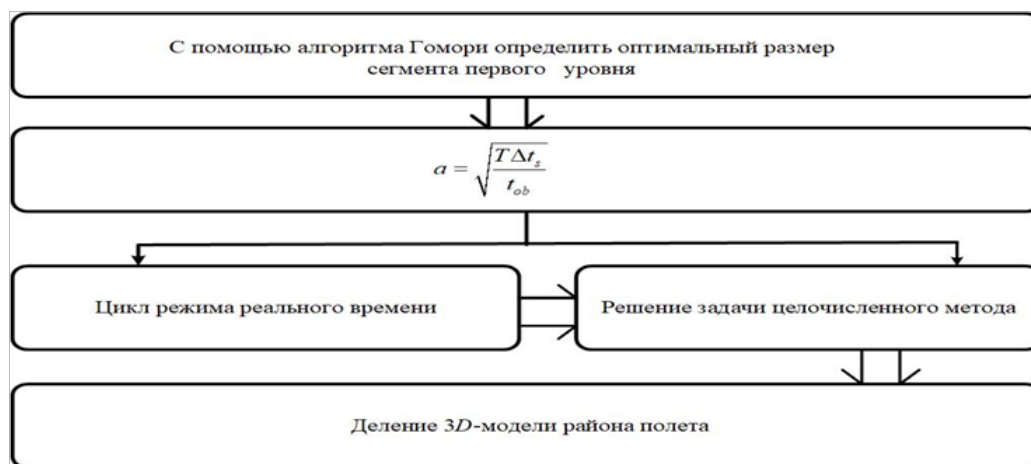 С помощью алгоритма Гомори определить оптимальный размер
сегмента первого уровня
a = √(TΔt_s / t_ob)
Цикл режима реального времени
Решение задачи целочисленного метода
Деление 3D-модели района полета